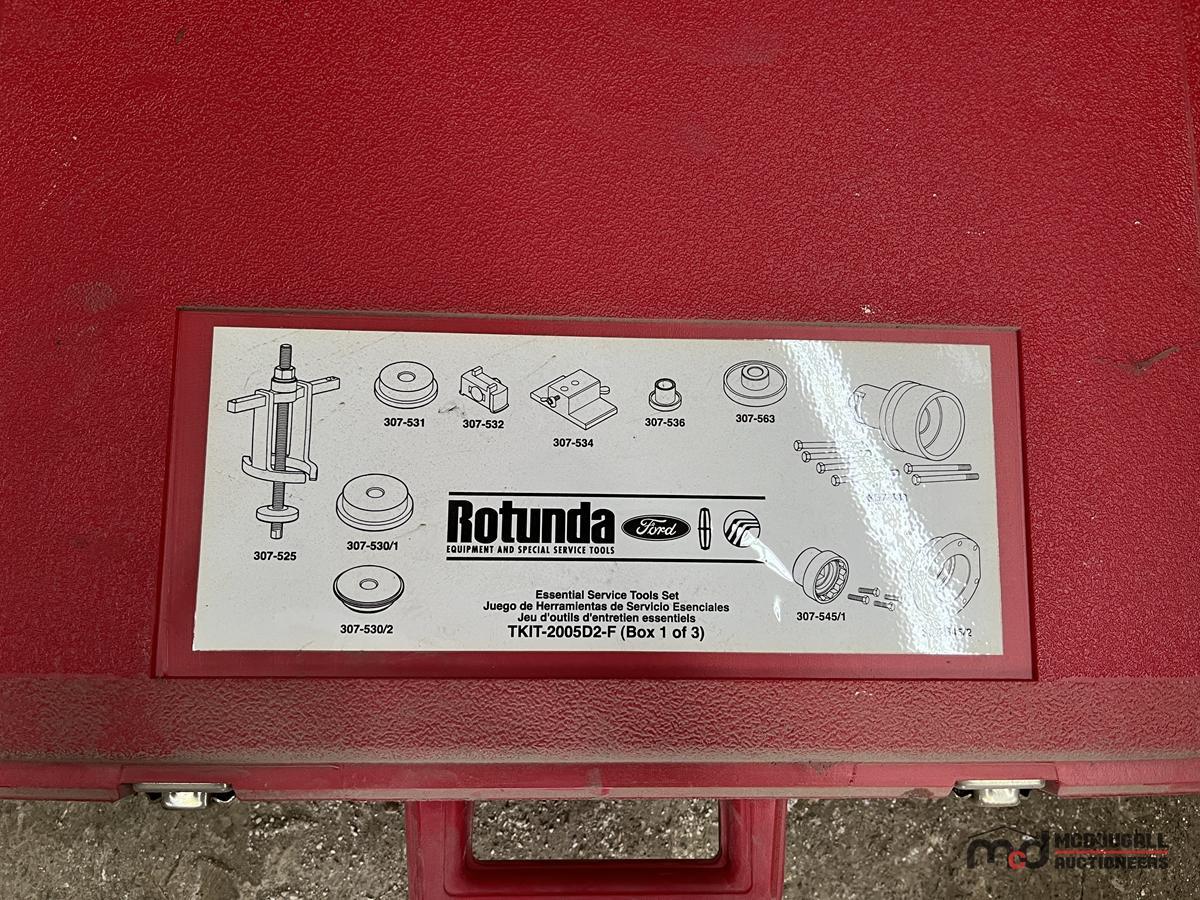 307-531
307-532
307-534
307-536
307-563
307-525
307-530/1
Rotunda
EQUIPMENT AND SPECIAL SERVICE TOOLS
Ford
307-530/2
Essential Service Tools Set
Juego de Herramientas de Servicio Esenciales
Jeu d'outils d'entretien essentiels
TKIT-2005D2-F (Box 1 of 3)
307-545/1
mcd
MCDOUGALL
AUCTIONEERS